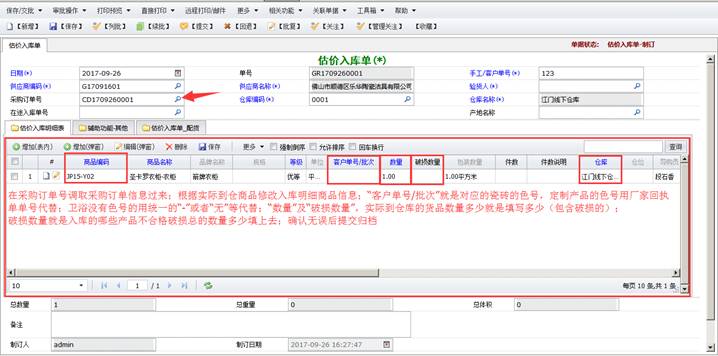 保存/交批 审批操作 打印预览 直接打印 远程打印/邮件 更多 相关功能 关联单据 工具箱 帮助
【新增】 【保存】 【列批】 【续批】 【提交】 【因退】 【批复】 【关注】 【管理关注】 【收藏】
估价入库单 单据状态: 估价入库单-制订
估价入库单(*)
日期(*) 2017-09-26 单号 GR1709260001 手工/客户单号(*) 123
供应商编码(*) G17091601 供应商名称(*) 佛山市顺德区乐华陶瓷洁具有限公司 验货人(*)
采购订单号 CD1709260001 仓库编码(*) 0001 仓库名称(*) 江门线下仓库
在途入库单号 产地名称
估价入库明细表 辅助功能-其他 估价入库单_配货
增加(表内) 增加(弹窗) 编辑(弹窗) 删除 保存 更多 强制倒序 允许排序 回车换行 查询
# 商品编码 商品名称 品牌名称 规格 等级 单位 客户单号/批次 数量 破损数量 包装数量 件数 件数说明 仓库 仓位 导购员
1 JP15-Y02 圣卡罗衣柜-衣柜 箭牌衣柜 优等 平... 1.00 1.00平方米 江门线下仓... 段石香
在采购订单号调取采购订单信息过来；根据实际到仓商品修改入库明细商品信息；“客户单号/批次”就是对应的瓷砖的色号，定制产品的色号用厂家回执
单单号代替；卫浴没有色号的用统一的“-”或者“无”等代替；“数量”及“破损数量”，实际到仓库的货品数量多少就是填写多少（包含破损的）；
破损数量就是入库的哪些产品不合格破损总的数量多少填上去；确认无误后提交归档
10 1 / 1 每页 10 条,共 1 条
总数量 1 总重量 0 总体积 0
备注
制订人 admin 制订日期 2017-09-26 16:27:47